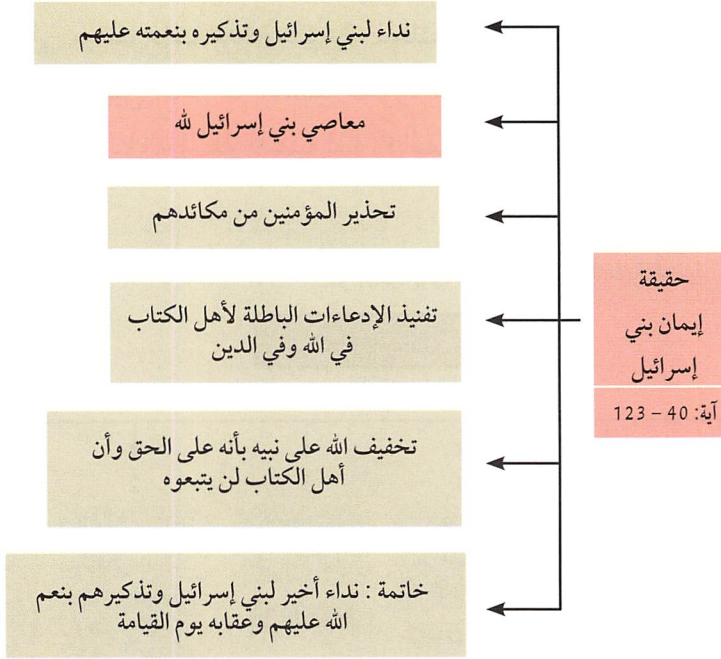 نداء لبني إسرائيل وتذكيره بنعمته عليهم
معاصي بني إسرائيل لله
تحذير المؤمنين من مكائدهم
حقيقة
إيمان بني
إسرائيل
آية: 40 – 123
تفنيذ الإدعاءات الباطلة لأهل الكتاب
في الله وفي الدين
تخفيف الله على نبيه بأنه على الحق وأن
أهل الكتاب لن يتبعوه
خاتمة : نداء أخير لبني إسرائيل وتذكيرهم بنعم
الله عليهم وعقابه يوم القيامة